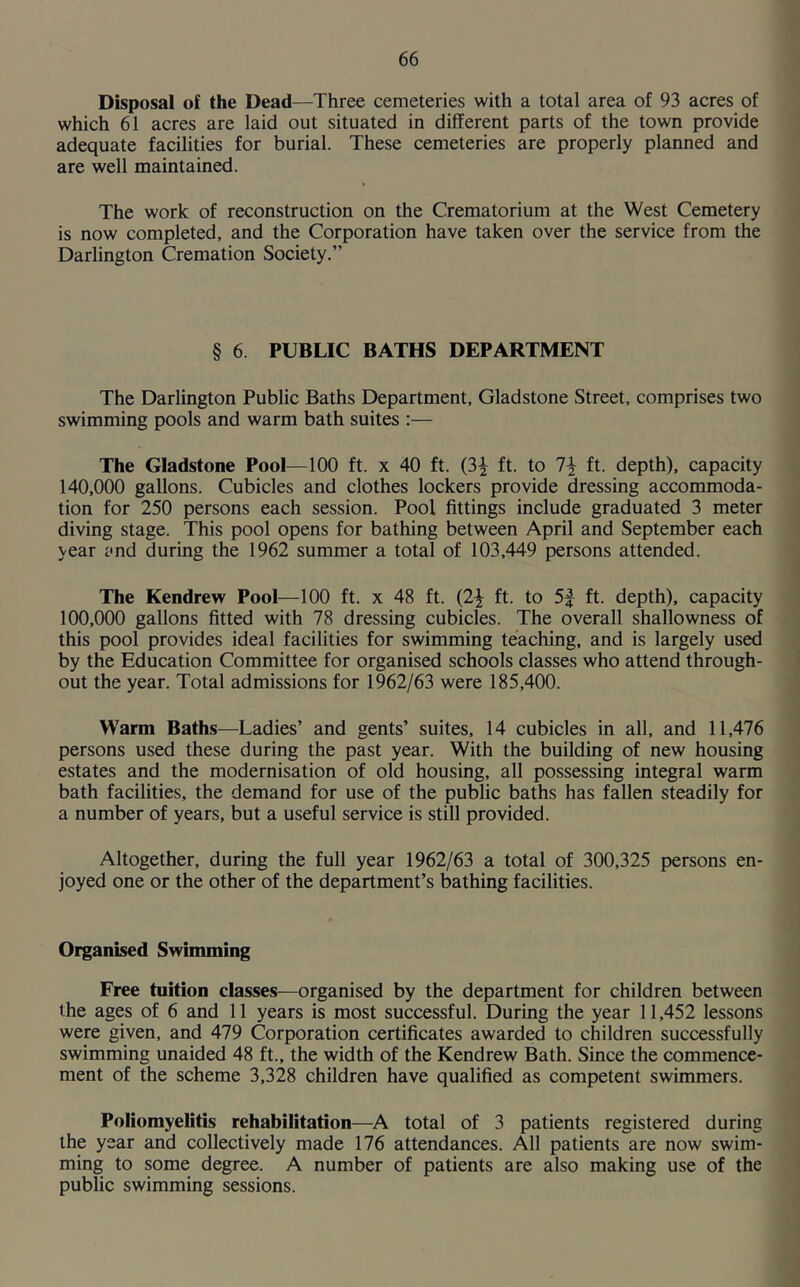 66
Disposal of the Dead—Three cemeteries with a total area of 93 acres of
which 61 acres are laid out situated in different parts of the town provide
adequate facilities for burial. These cemeteries are properly planned and
are well maintained.
The work of reconstruction on the Crematorium at the West Cemetery
is now completed, and the Corporation have taken over the service from the
Darlington Cremation Society.”
§ 6. PUBLIC BATHS DEPARTMENT
The Darlington Public Baths Department, Gladstone Street, comprises two
swimming pools and warm bath suites :—
The Gladstone Pool—100 ft. x 40 ft. (3½ ft. to 7½ ft. depth), capacity
140,000 gallons. Cubicles and clothes lockers provide dressing accommoda-
tion for 250 persons each session. Pool fittings include graduated 3 meter
diving stage. This pool opens for bathing between April and September each
year and during the 1962 summer a total of 103,449 persons attended.
The Kendrew Pool—100 ft. x 48 ft. (2½ ft. to 5¾ ft. depth), capacity
100,000 gallons fitted with 78 dressing cubicles. The overall shallowness of
this pool provides ideal facilities for swimming teaching, and is largely used
by the Education Committee for organised schools classes who attend through-
out the year. Total admissions for 1962/63 were 185,400.
Warm Baths—Ladies’ and gents’ suites, 14 cubicles in all, and 11,476
persons used these during the past year. With the building of new housing
estates and the modernisation of old housing, all possessing integral warm
bath facilities, the demand for use of the public baths has fallen steadily for
a number of years, but a useful service is still provided.
Altogether, during the full year 1962/63 a total of 300,325 persons en-
joyed one or the other of the department’s bathing facilities.
Organised Swimming
Free tuition classes—organised by the department for children between
the ages of 6 and 11 years is most successful. During the year 11,452 lessons
were given, and 479 Corporation certificates awarded to children successfully
swimming unaided 48 ft., the width of the Kendrew Bath. Since the commence-
ment of the scheme 3,328 children have qualified as competent swimmers.
Poliomyelitis rehabilitation—A total of 3 patients registered during
the year and collectively made 176 attendances. All patients are now swim-
ming to some degree. A number of patients are also making use of the
public swimming sessions.